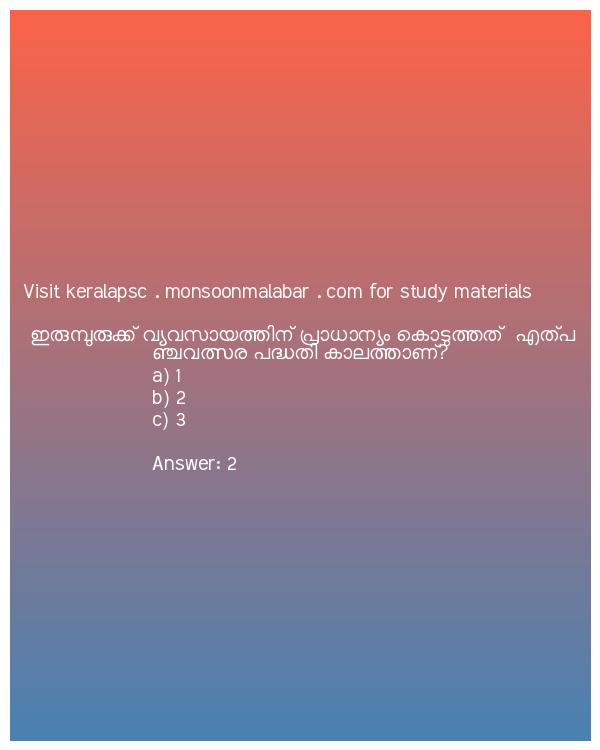 Visit keralapsc . monsoonmalabar . com for study materials
ഇരുമ്പുരുക്ക് വ്യവസായത്തിന് പ്രാധാന്യം കൊടുത്തത് എത്പ
ഞ്ചവത്സര പദ്ധതി കാലത്താണ്?
a) 1
b) 2
c) 3
Answer: 2